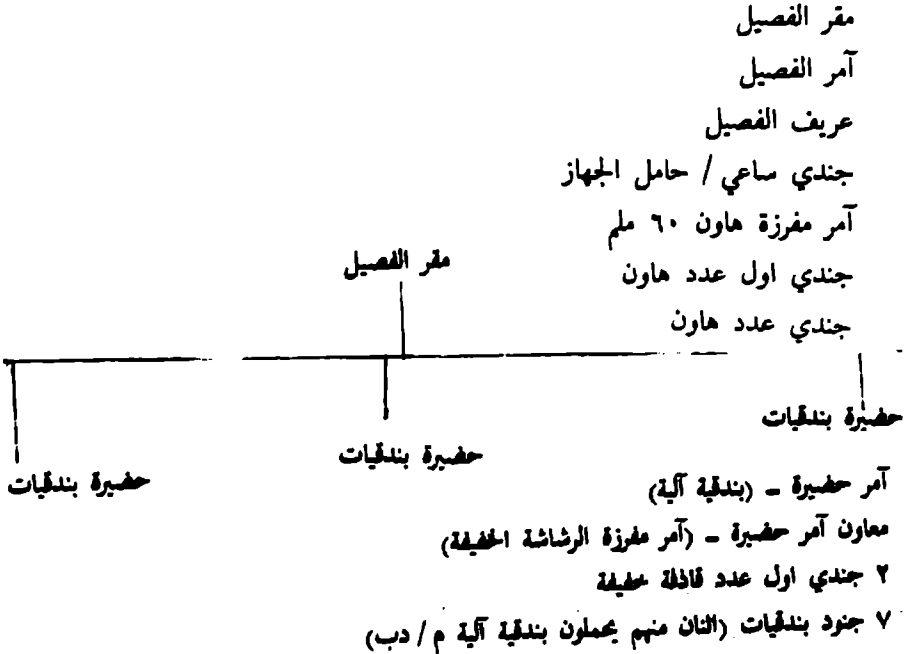 مقر الفصيل
آمر الفصيل
عريف الفصيل
جندي ساعي / حامل الجهاز
آمر مفرزة هاون ٦٠ ملم
جندي اول عدد هاون
جندي عدد هاون
مقر الفصيل
حضيرة بندقيات
حضيرة بندقيات
حضيرة بندقيات
آمر حضيرة - (بندقية آلية)
معاون آمر حضيرة - (آمر مفرزة الرشاشة الخفيفة)
٢ جندي اول عدد قاذفة خفيفة
٧ جنود بندقيات (اثنان منهم يحملون بندقية آلية م / دب)